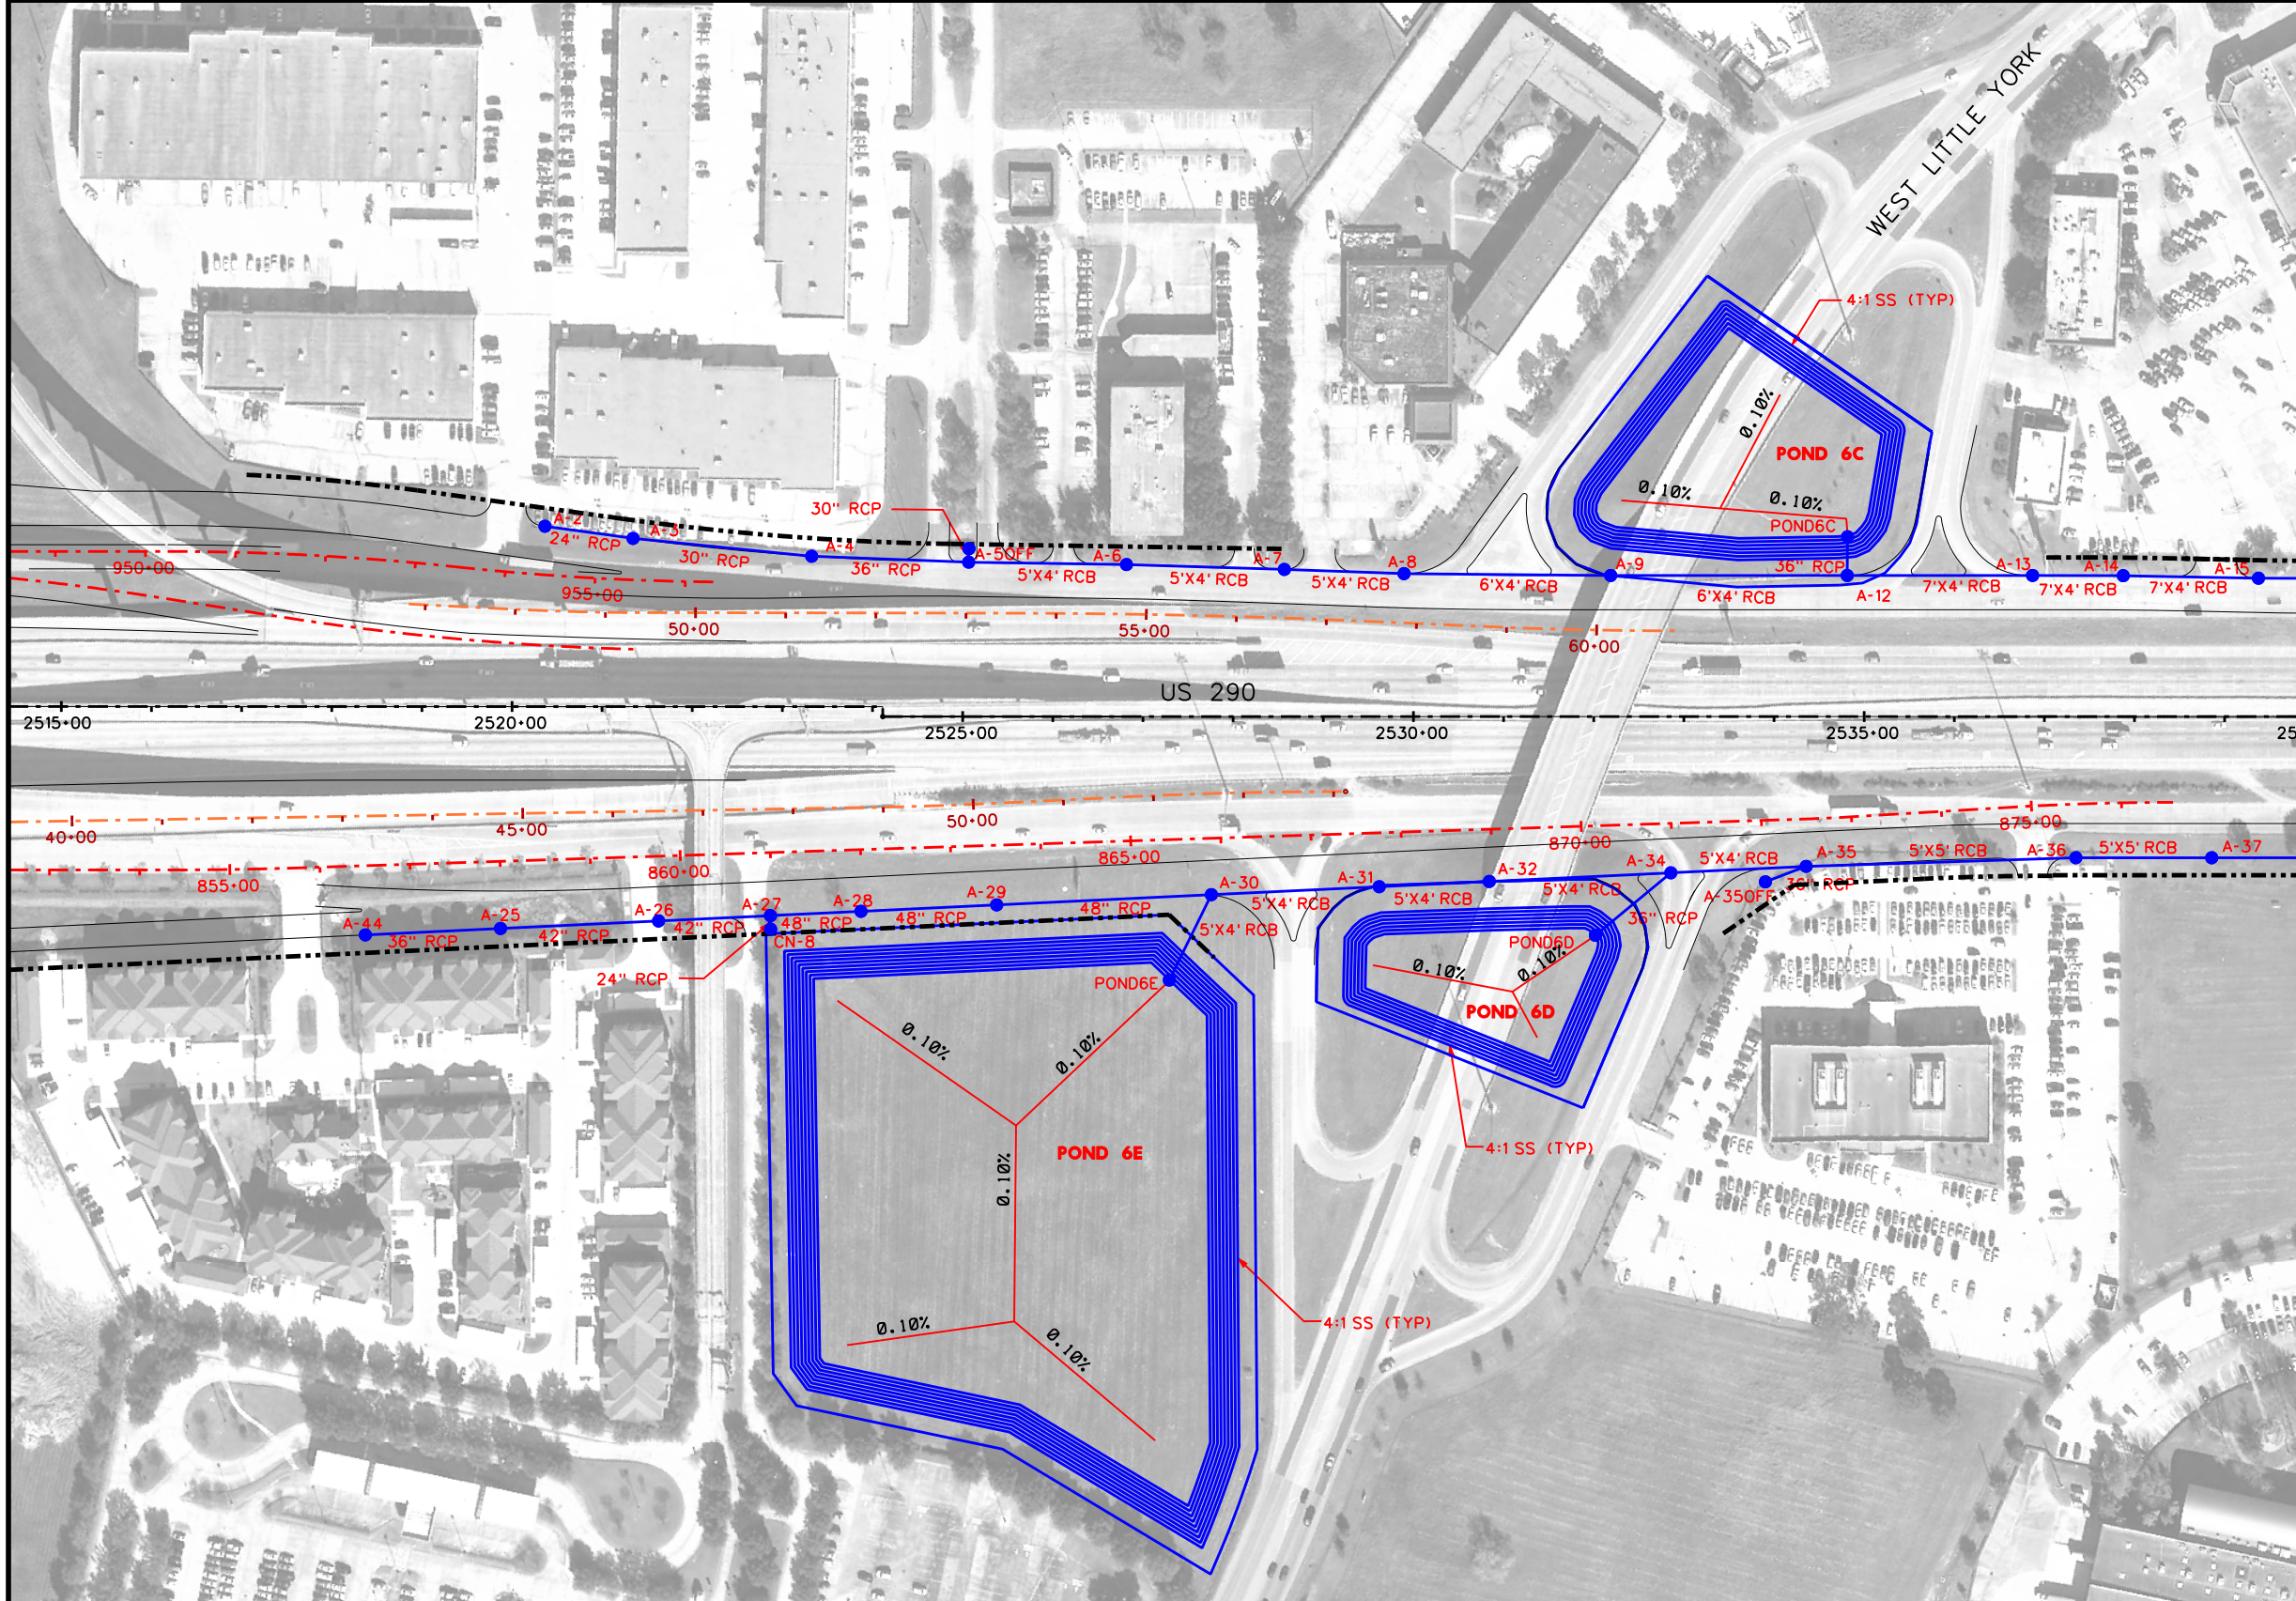 WEST LITTLE YORK
4:1 SS (TYP)
0.10%
POND 6C
0.10%
0.10%
POND6C
30" RCP
A-2
A-3
A-4
A-5OFF
A-6
A-7
A-8
A-9
A-12
A-13
A-14
A-15
24" RCP
30" RCP
36" RCP
5'X4' RCB
5'X4' RCB
5'X4' RCB
6'X4' RCB
36" RCP
6'X4' RCB
7'X4' RCB
7'X4' RCB
7'X4' RCB
950+00
955+00
50+00
55+00
60+00
US 290
2515+00
2520+00
2525+00
2530+00
2535+00
25
40+00
45+00
50+00
855+00
860+00
865+00
870+00
875+00
A-44
A-25
A-26
A-27
A-28
A-29
A-30
A-31
A-32
A-34
A-35
A-36
A-37
36" RCP
42" RCP
42" RCP
48" RCP
48" RCP
48" RCP
5'X4' RCB
5'X4' RCB
5'X4' RCB
5'X4' RCB
5'X5' RCB
5'X5' RCB
A-35OFF
36" RCP
36" RCP
CN-8
24" RCP
5'X4' RCB
POND6E
POND6D
0.10%
0.10%
POND 6D
4:1 SS (TYP)
0.10%
0.10%
POND 6E
0.10%
0.10%
0.10%
4:1 SS (TYP)